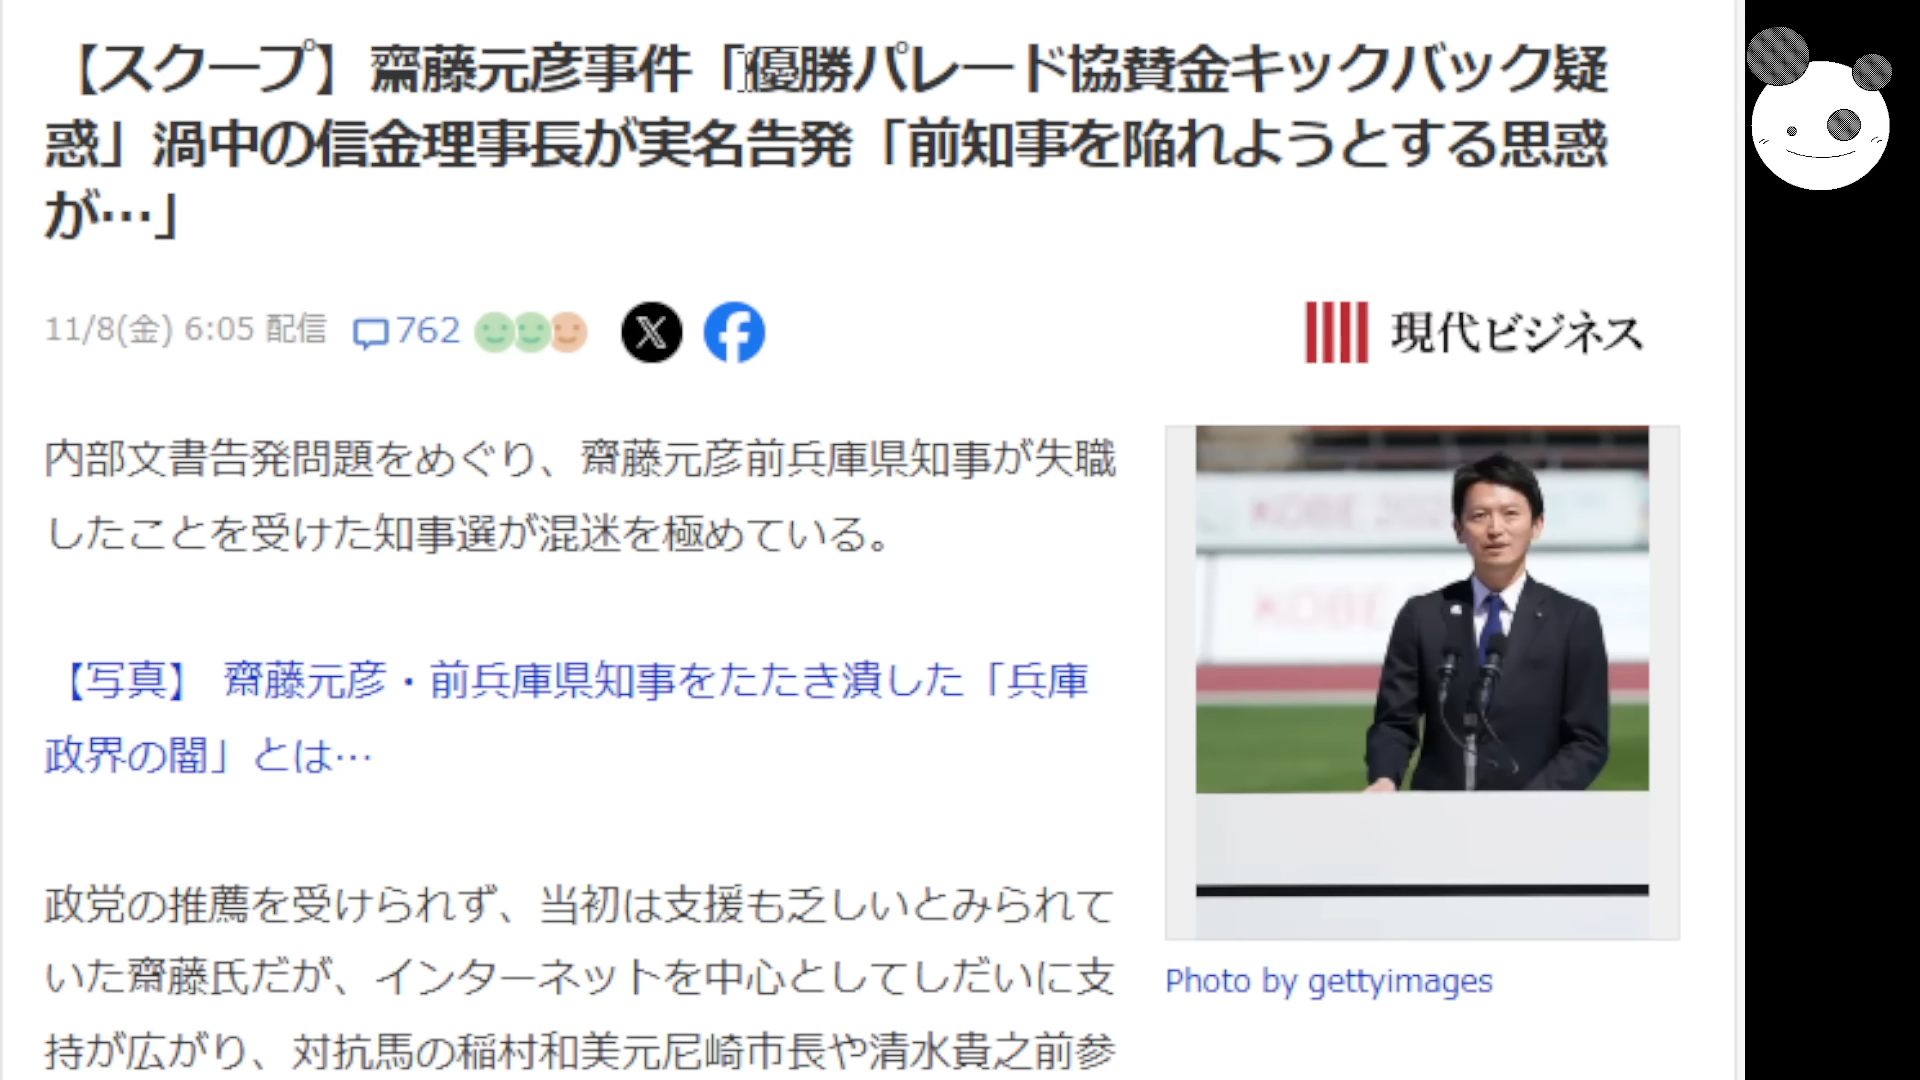 【スクープ】齋藤元彦事件「優勝パレード協賛金キックバック疑
惑」渦中の信金理事長が実名告発「前知事を陥れようとする思惑
が…」
11/8(金) 6:05 配信 762
現代ビジネス
内部文書告発問題をめぐり、齋藤元彦前兵庫県知事が失職
したことを受けた知事選が混迷を極めている。
【写真】 齋藤元彦・前兵庫県知事をたたき潰した「兵庫
政界の闇」とは…
政党の推薦を受けられず、当初は支援も乏しいとみられて
いた齋藤氏だが、インターネットを中心としてしだいに支
持が広がり、対抗馬の稲村和美元尼崎市長や清水貴之前参
KOBE 202
KOBE
Photo by gettyimages